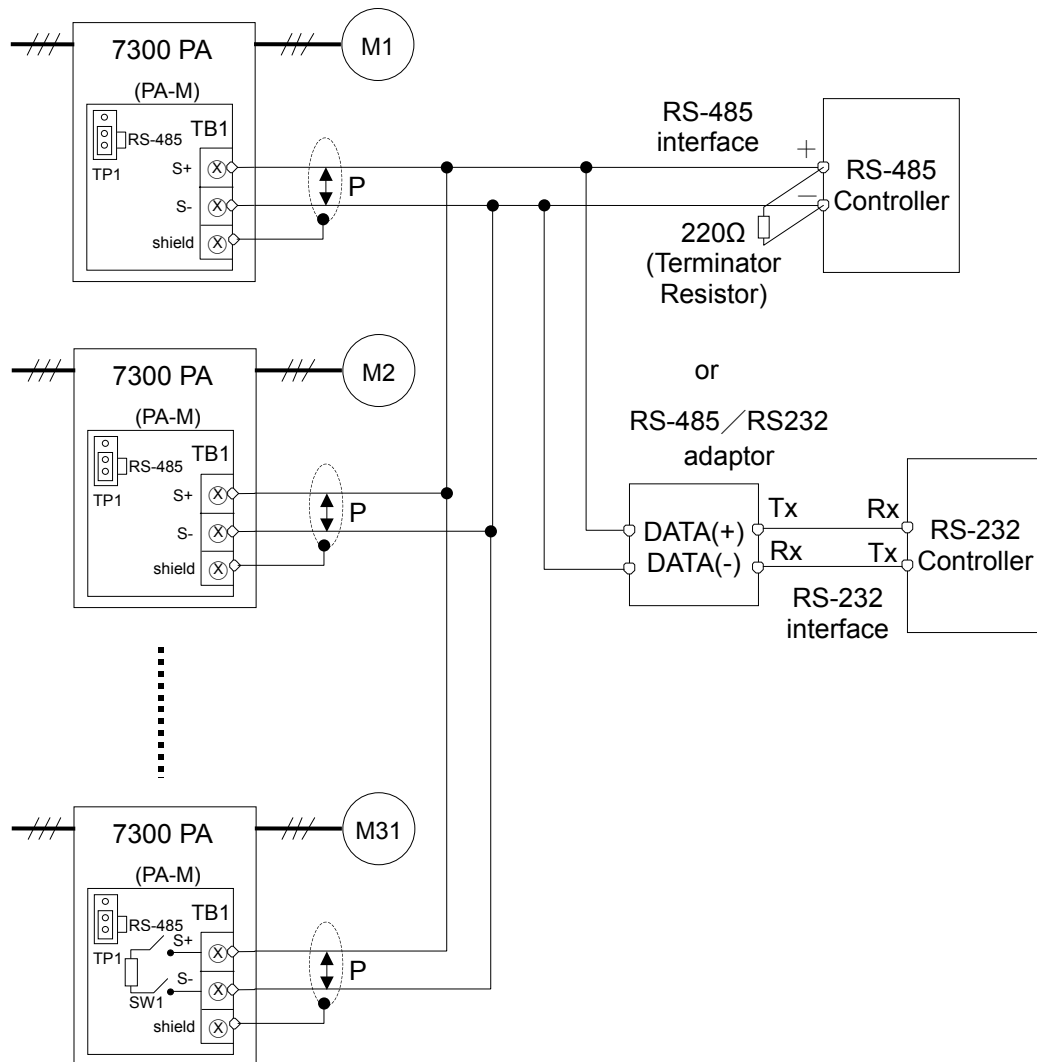 7300 PA
(PA-M)
M1
TB1
RS-485
TP1
S+
S-
shield
P
RS-485
interface
+
−
RS-485
Controller
220Ω
(Terminator
Resistor)
7300 PA
(PA-M)
M2
TB1
RS-485
TP1
S+
S-
shield
P
or
RS-485／RS232
adaptor
DATA(+)
DATA(-)
Tx
Rx
Rx
Tx
RS-232
Controller
RS-232
interface
7300 PA
(PA-M)
M31
TB1
RS-485
TP1
S+
S-
SW1
shield
P